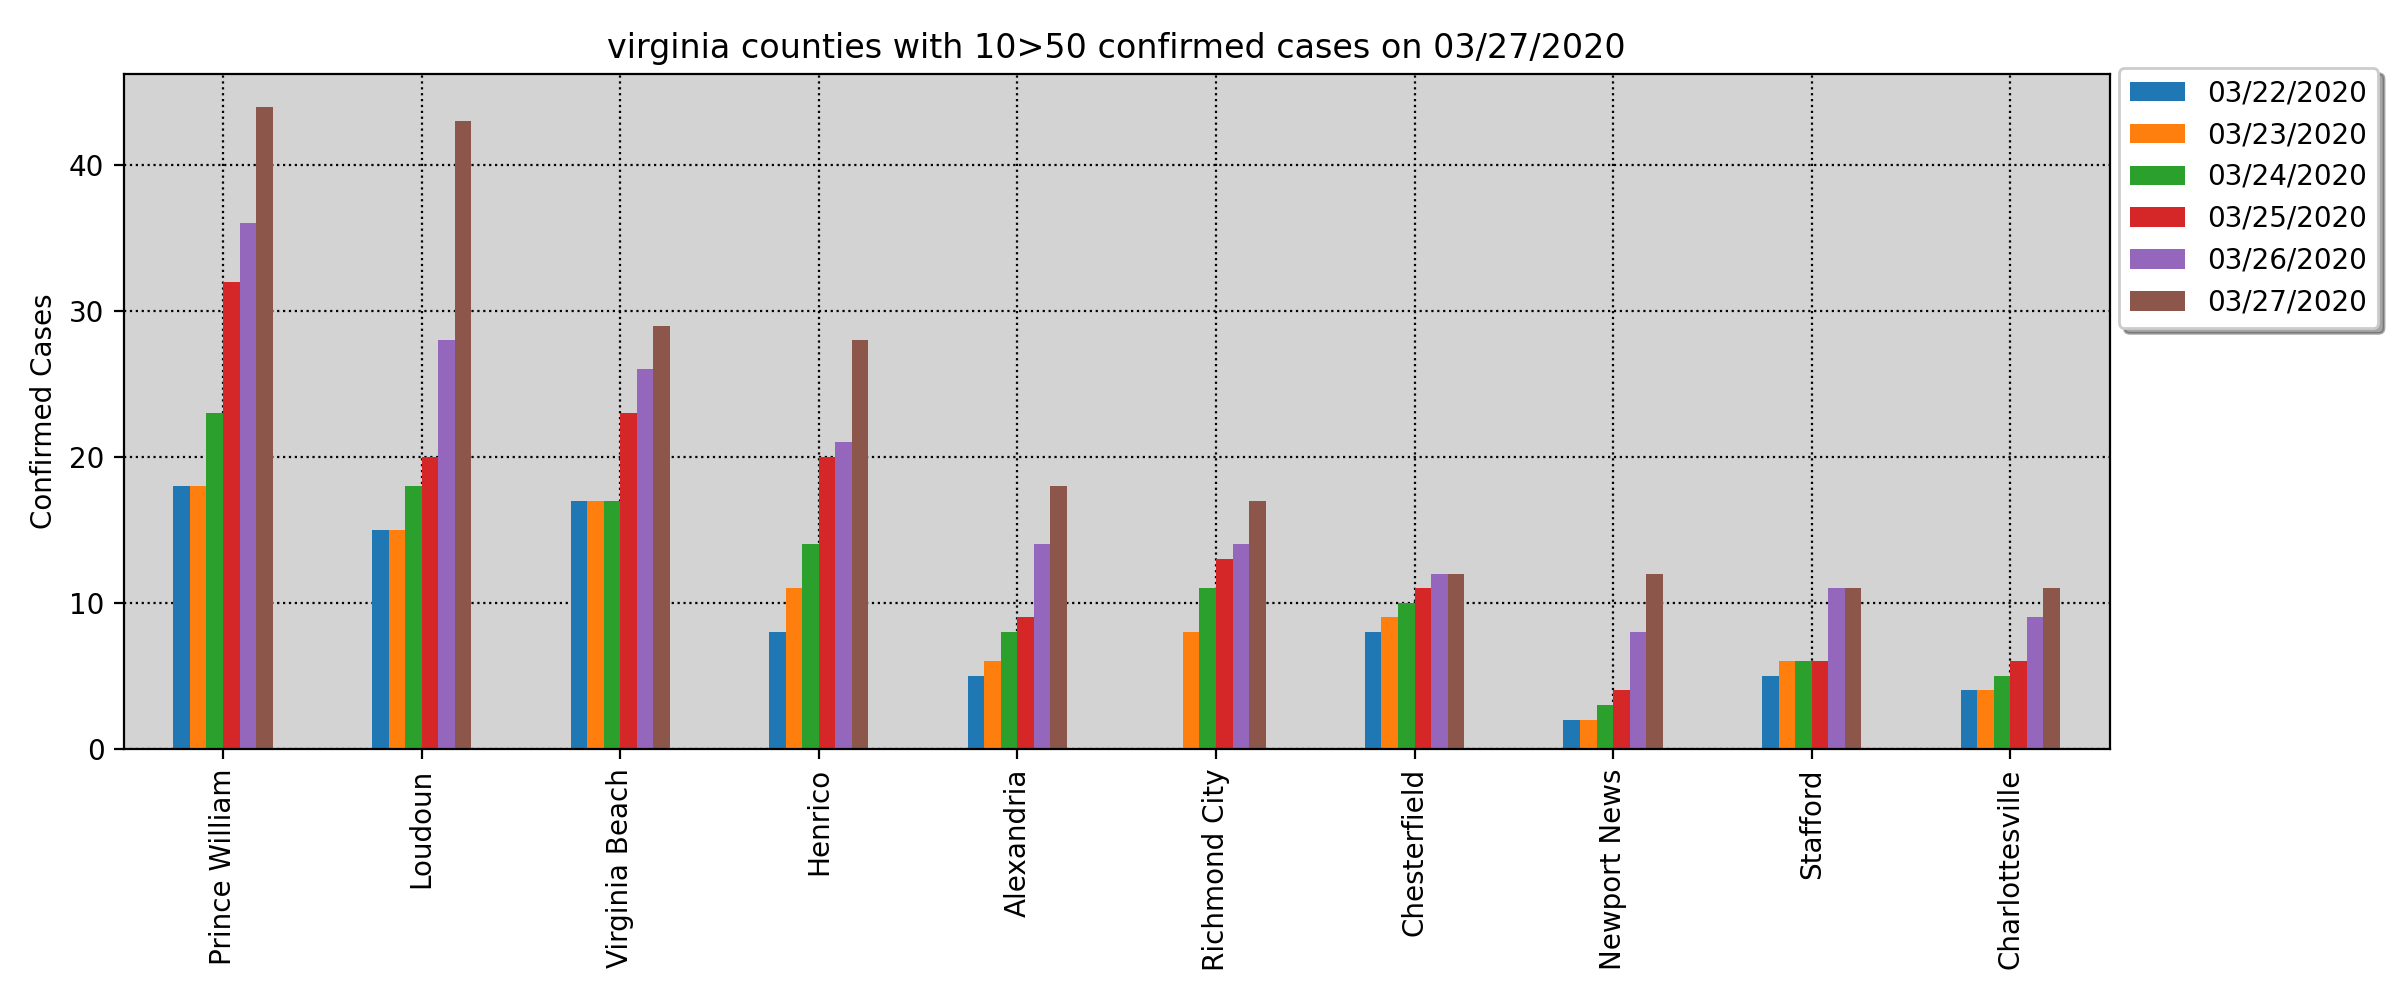 virginia counties with 10>50 confirmed cases on 03/27/2020
03/22/2020
03/23/2020
03/24/2020
03/25/2020
03/26/2020
03/27/2020
Confirmed Cases
40
30
20
10
0
Prince William
Loudoun
Virginia Beach
Henrico
Alexandria
Richmond City
Chesterfield
Newport News
Stafford
Charlottesville